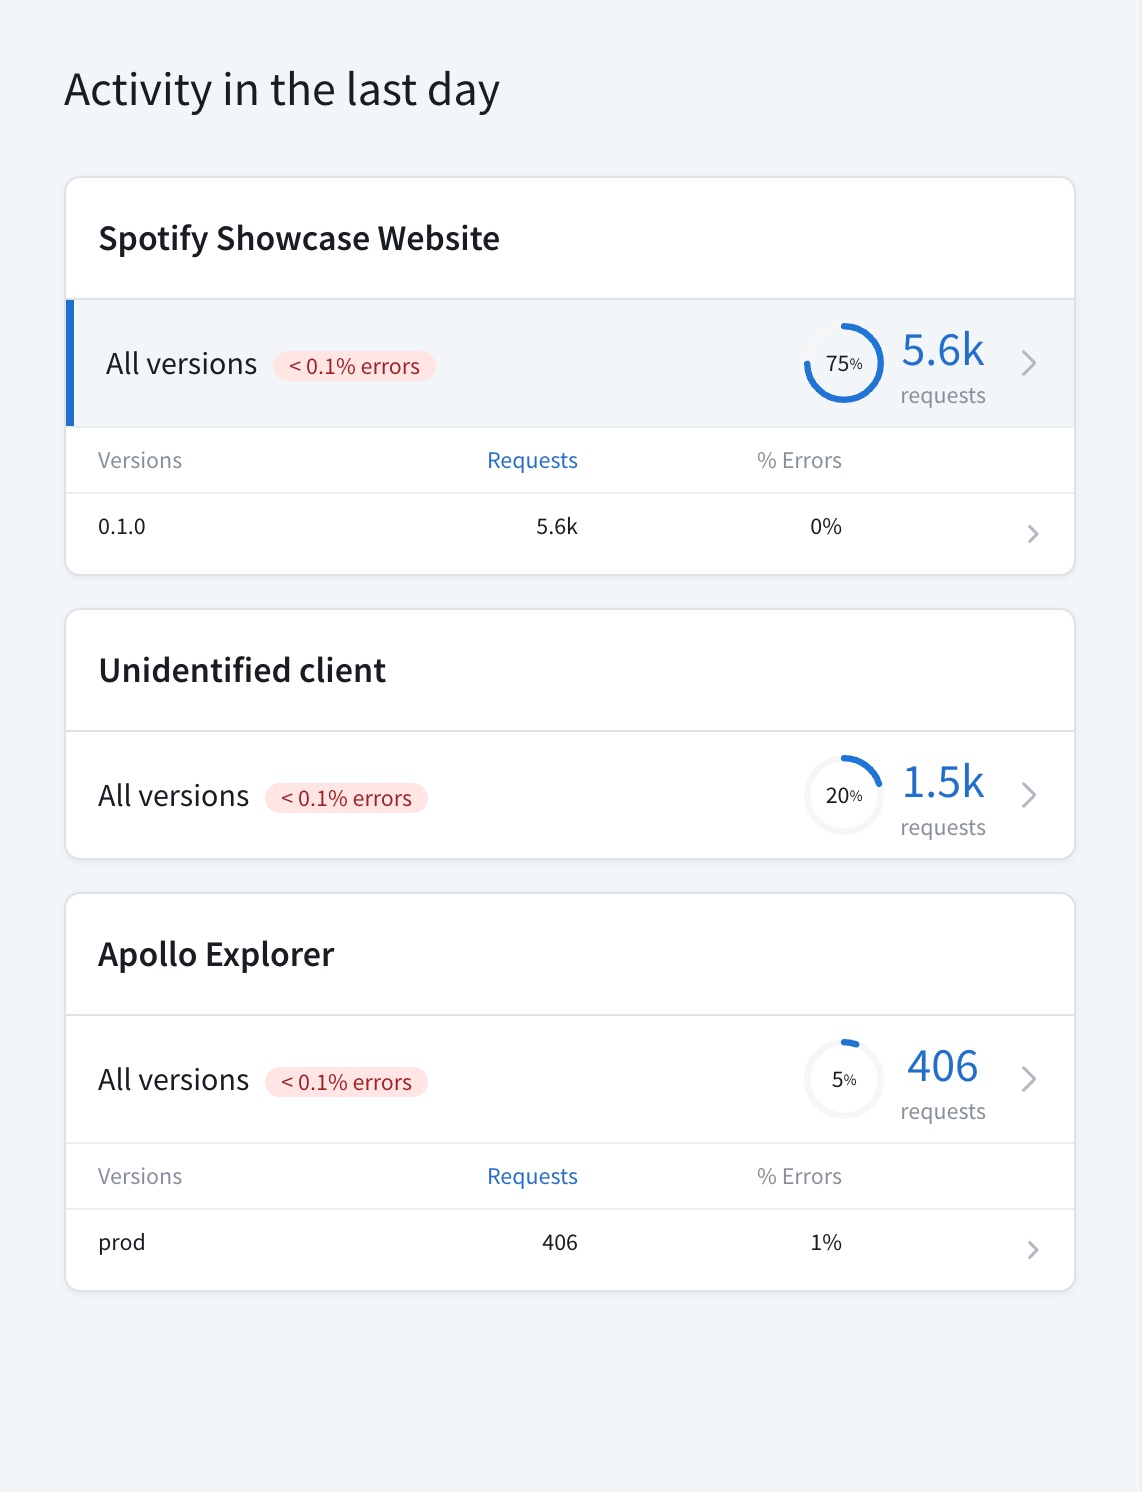 Activity in the last day
Spotify Showcase Website
All versions < 0.1% errors 75% 5.6k requests
Versions Requests % Errors
0.1.0 5.6k 0%
Unidentified client
All versions < 0.1% errors 20% 1.5k requests
Apollo Explorer
All versions < 0.1% errors 5% 406 requests
Versions Requests % Errors
prod 406 1%